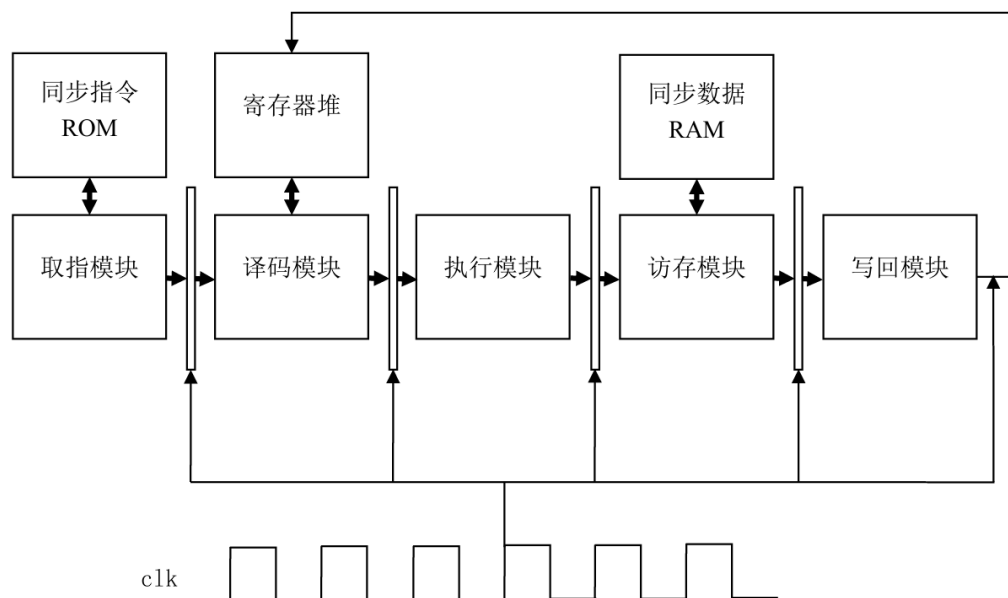 同步指令
ROM
寄存器堆
同步数据
RAM
取指模块
译码模块
执行模块
访存模块
写回模块
clk